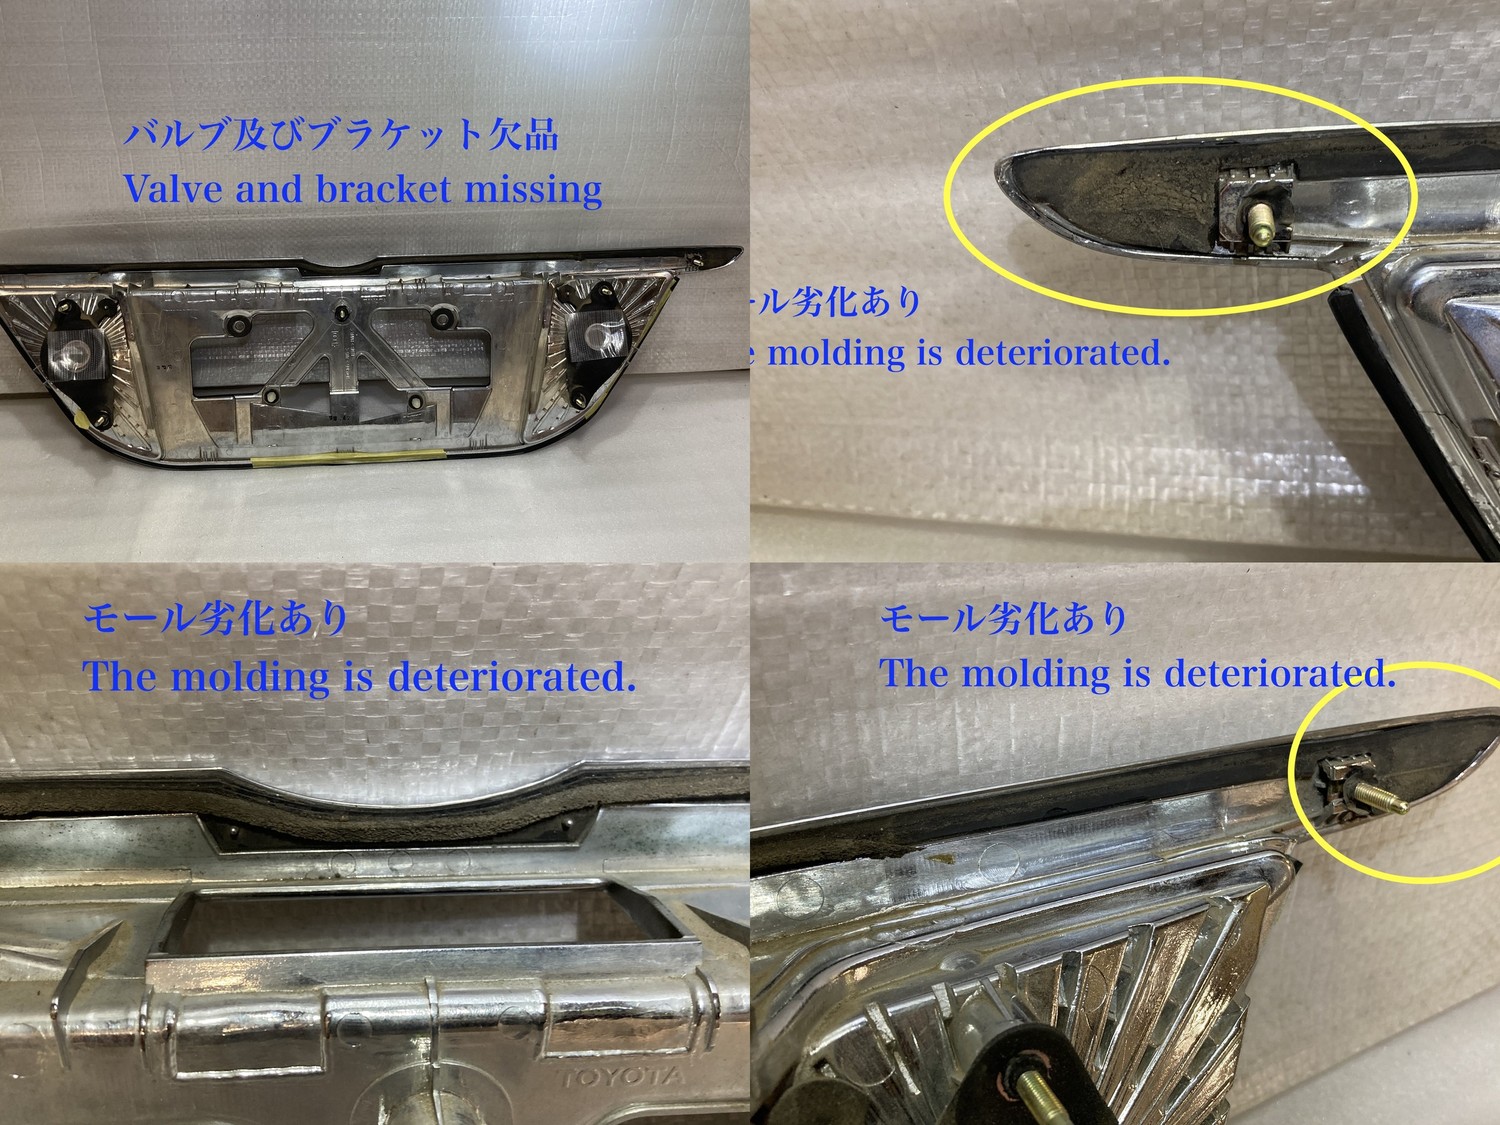 バルブ及びブラケット欠品
Valve and bracket missing
ール劣化あり
molding is deteriorated.
モール劣化あり
The molding is deteriorated.
TOYOTA
モール劣化あり
The molding is deteriorated.